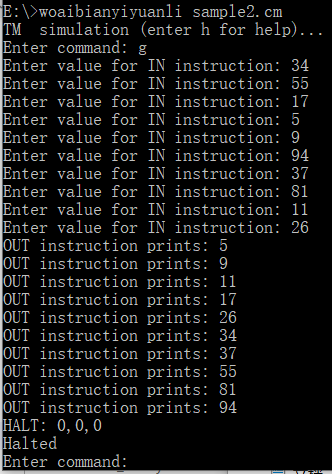 E:\>woaibianyiyuanli sample2.cm
TM  simulation (enter h for help)...
Enter command: g
Enter value for IN instruction: 34
Enter value for IN instruction: 55
Enter value for IN instruction: 17
Enter value for IN instruction: 5
Enter value for IN instruction: 9
Enter value for IN instruction: 94
Enter value for IN instruction: 37
Enter value for IN instruction: 81
Enter value for IN instruction: 11
Enter value for IN instruction: 26
OUT instruction prints: 5
OUT instruction prints: 9
OUT instruction prints: 11
OUT instruction prints: 17
OUT instruction prints: 26
OUT instruction prints: 34
OUT instruction prints: 37
OUT instruction prints: 55
OUT instruction prints: 81
OUT instruction prints: 94
HALT: 0,0,0
Halted
Enter command: